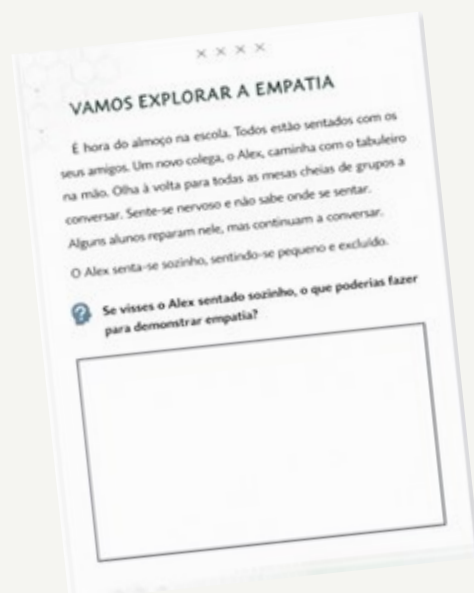 VAMOS EXPLORAR A EMPATIA
É hora do almoço na escola. Todos estão sentados com os
seus amigos. Um novo colega, o Alex, caminha com o tabuleiro
na mão. Olha à volta para todas as mesas cheias de grupos a
conversar. Sente-se nervoso e não sabe onde se sentar.
Alguns alunos reparam nele, mas continuam a conversar.
O Alex senta-se sozinho, sentindo-se pequeno e excluído.
Se visses o Alex sentado sozinho, o que poderias fazer
para demonstrar empatia?